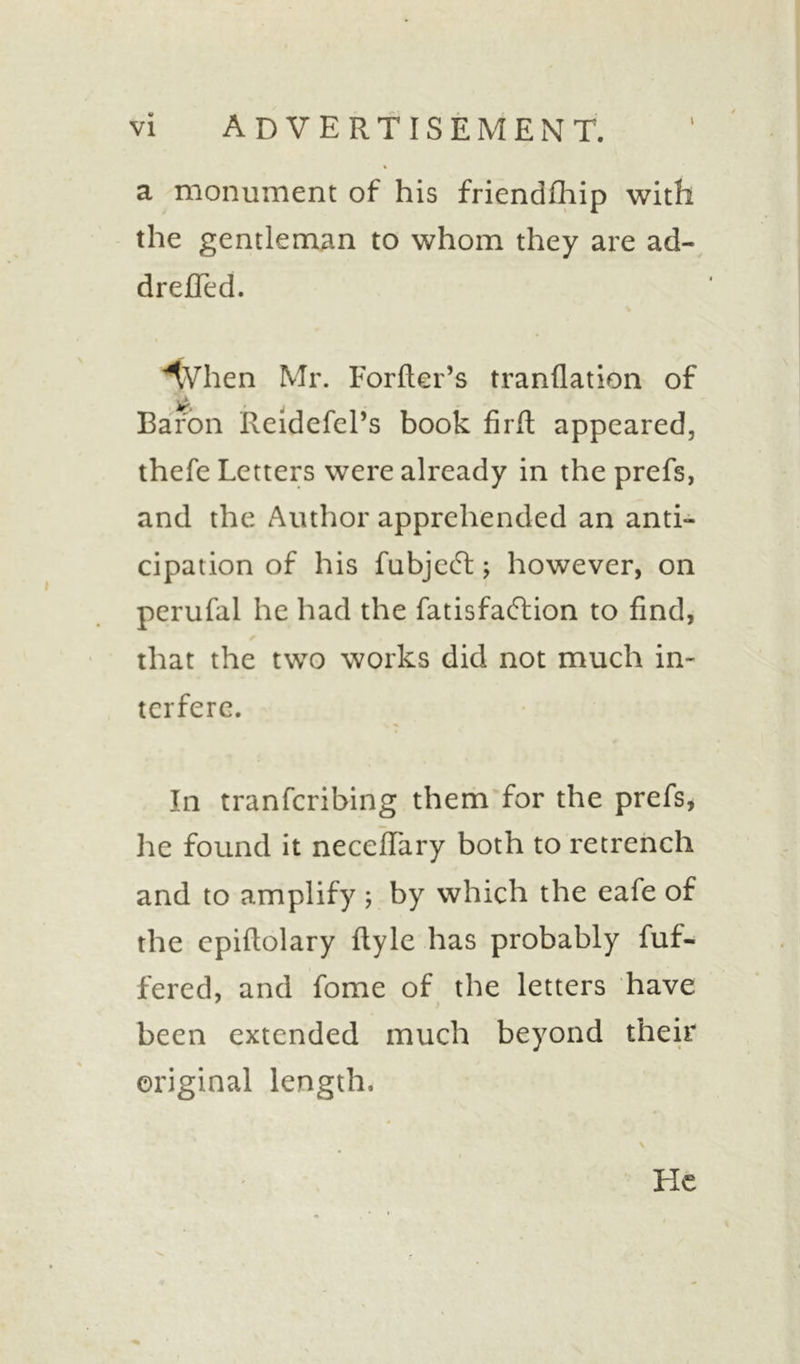 vi ADVERTISEMENT.
a monument of his friendſhip with
the gentleman to whom they are ad-
dreſſed.
When Mr. Forſter's tranſlation of
Baron Reideſel's book firſt appeared,
theſe Letters were already in the preſs,
and the Author apprehended an anti-
cipation of his ſubject; however, on
peruſal he had the ſatisfaction to find,
that the two works did not much in-
terfere.
In tranſcribing them for the preſs,
he found it neceſſary both to retrench
and to amplify; by which the eaſe of
the epiſtolary ſtyle has probably ſuf-
fered, and ſome of the letters have
been extended much beyond their
original length.
He